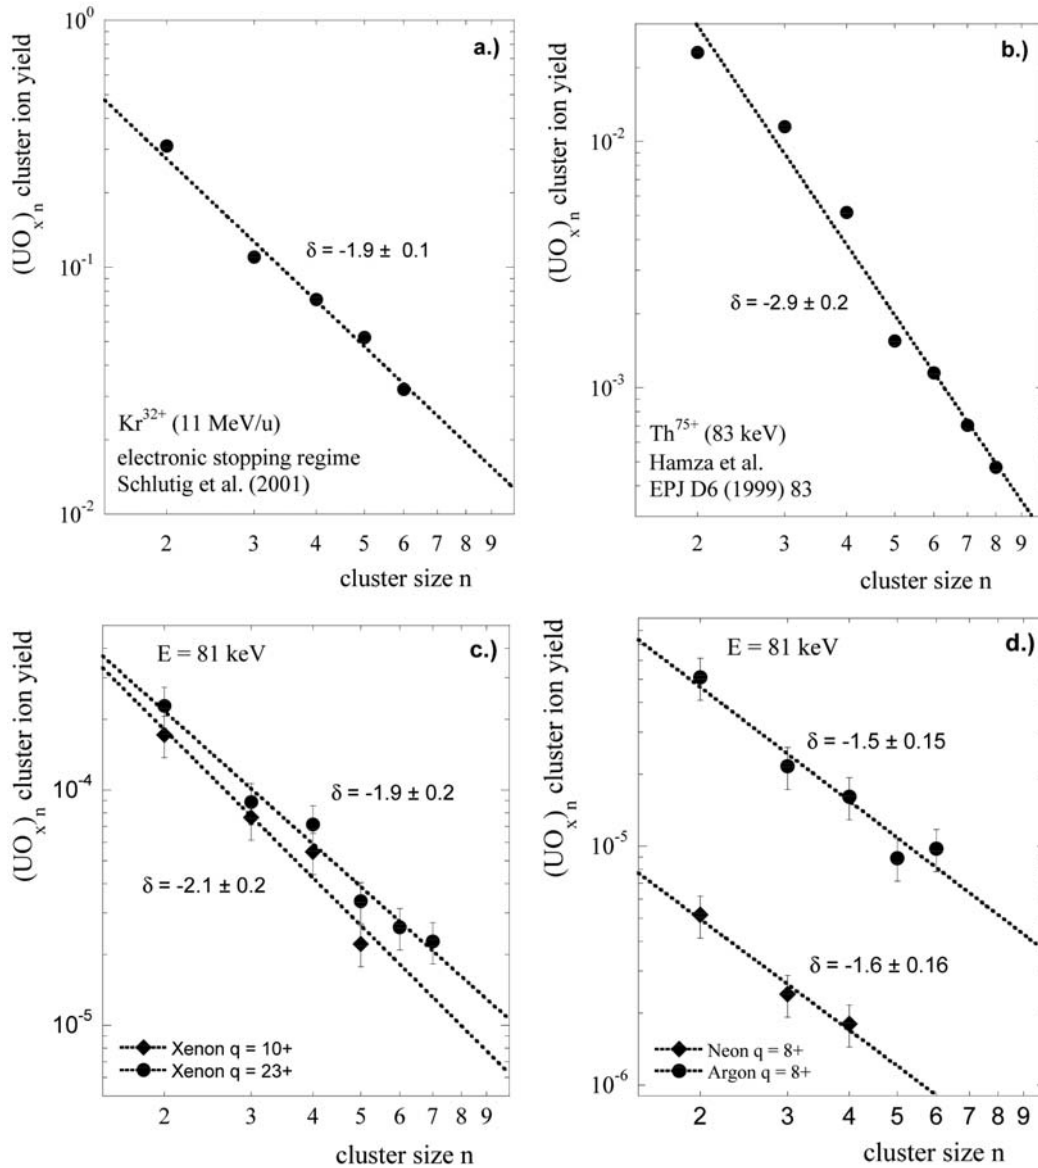 a.)
10^0
10^-1
10^-2
(UO_x)_n cluster ion yield
δ = -1.9 ± 0.1
Kr^32+ (11 MeV/u)
electronic stopping regime
Schlutig et al. (2001)
2 3 4 5 6 7 8 9
cluster size n
b.)
10^-2
10^-3
(UO_x)_n cluster ion yield
δ = -2.9 ± 0.2
Th^75+ (83 keV)
Hamza et al.
EPJ D6 (1999) 83
2 3 4 5 6 7 8 9
cluster size n
c.)
E = 81 keV
10^-4
10^-5
(UO_x)_n cluster ion yield
δ = -1.9 ± 0.2
δ = -2.1 ± 0.2
Xenon q = 10+
Xenon q = 23+
2 3 4 5 6 7 8 9
cluster size n
d.)
E = 81 keV
10^-5
10^-6
(UO_x)_n cluster ion yield
δ = -1.5 ± 0.15
δ = -1.6 ± 0.16
Neon q = 8+
Argon q = 8+
2 3 4 5 6 7 8 9
cluster size n